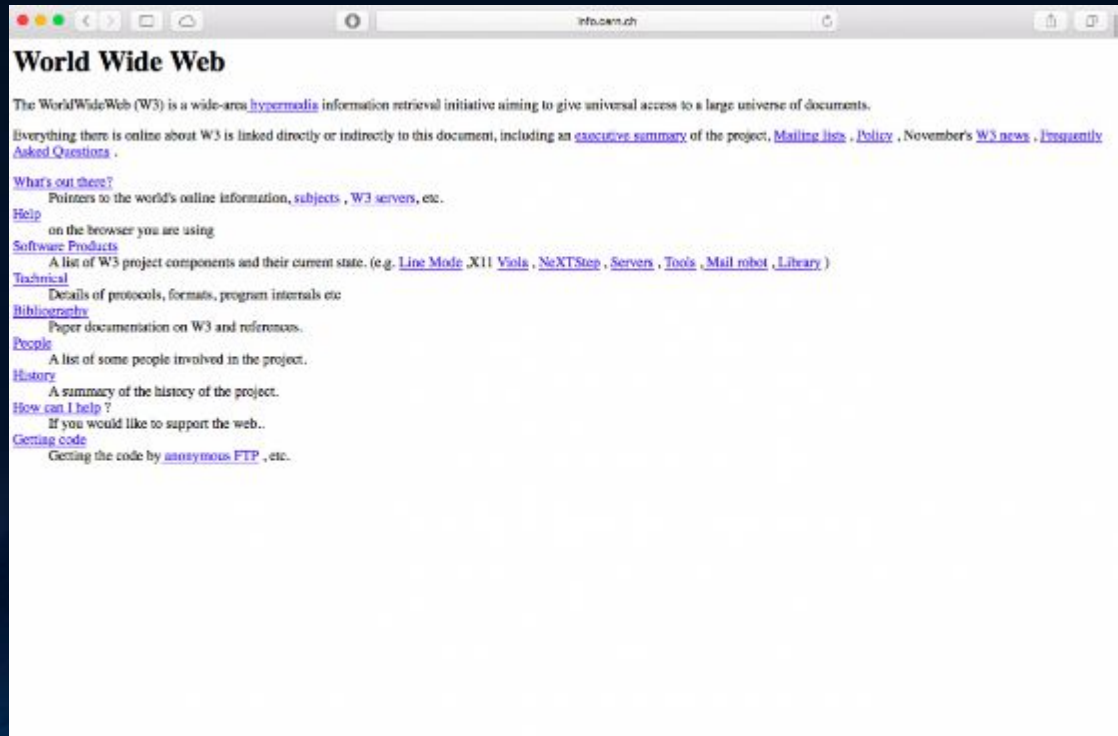 info.cern.ch
World Wide Web
The WorldWideWeb (W3) is a wide-area hypermedia information retrieval initiative aiming to give universal access to a large universe of documents.
Everything there is online about W3 is linked directly or indirectly to this document, including an executive summary of the project, Mailing lists , Policy , November's W3 news , Frequently
Asked Questions .
What's out there?
Pointers to the world's online information, subjects , W3 servers, etc.
Help
on the browser you are using
Software Products
A list of W3 project components and their current state. (e.g. Line Mode ,X11 Viola , NeXTStep , Servers , Tools , Mail robot , Library )
Technical
Details of protocols, formats, program internals etc
Bibliography
Paper documentation on W3 and references.
People
A list of some people involved in the project.
History
A summary of the history of the project.
How can I help ?
If you would like to support the web..
Getting code
Getting the code by anonymous FTP , etc.